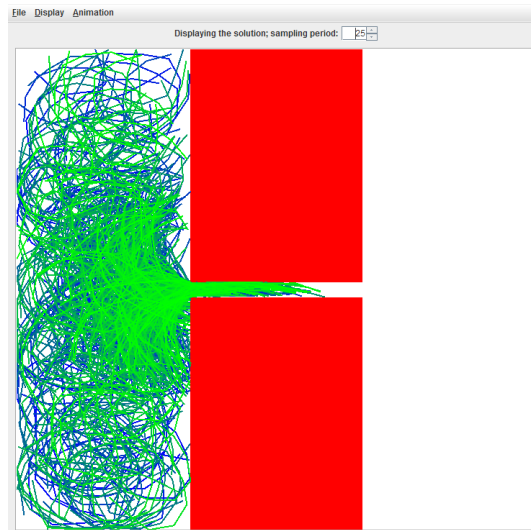 File Display Animation
Displaying the solution; sampling period: 25